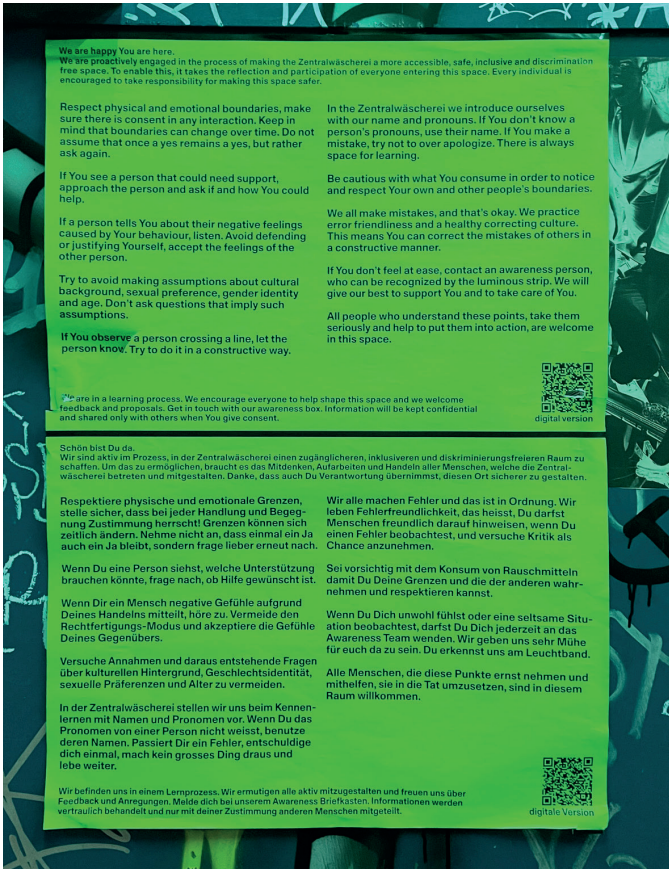 We are happy You are here.
We are proactively engaged in the process of making the Zentralwäscherei a more accessible, safe, inclusive and discrimination
free space. To enable this, it takes the reflection and participation of everyone entering this space. Every individual is
encouraged to take responsibility for making this space safer.
Respect physical and emotional boundaries, make
sure there is consent in any interaction. Keep in
mind that boundaries can change over time. Do not
assume that once a yes remains a yes, but rather
ask again.
If You see a person that could need support,
approach the person and ask if and how You could
help.
If a person tells You about their negative feelings
caused by Your behaviour, listen. Avoid defending
or justifying Yourself, accept the feelings of the
other person.
Try to avoid making assumptions about cultural
background, sexual preference, gender identity
and age. Don't ask questions that imply such
assumptions.
If You observe a person crossing a line, let the
person know. Try to do it in a constructive way.
In the Zentralwäscherei we introduce ourselves
with our name and pronouns. If You don't know a
person's pronouns, use their name. If You make a
mistake, try not to over apologize. There is always
space for learning.
Be cautious with what You consume in order to notice
and respect Your own and other people's boundaries.
We all make mistakes, and that's okay. We practice
error friendliness and a healthy correcting culture.
This means You can correct the mistakes of others in
a constructive manner.
If You don't feel at ease, contact an awareness person,
who can be recognized by the luminous strip. We will
give our best to support You and to take care of You.
All people who understand these points, take them
seriously and help to put them into action, are welcome
in this space.
We are in a learning process. We encourage everyone to help shape this space and we welcome
feedback and proposals. Get in touch with our awareness box. Information will be kept confidential
and shared only with others when You give consent.
digital version
Schön bist Du da.
Wir sind aktiv im Prozess, in der Zentralwäscherei einen zugänglicheren, inklusiveren und diskriminierungsfreieren Raum zu
schaffen. Um das zu ermöglichen, braucht es das Mitdenken, Aufarbeiten und Handeln aller Menschen, welche die Zentral-
wäscherei betreten und mitgestalten. Danke, dass auch Du Verantwortung übernimmst, diesen Ort sicherer zu gestalten.
Respektiere physische und emotionale Grenzen,
stelle sicher, dass bei jeder Handlung und Begeg-
nung Zustimmung herrscht! Grenzen können sich
zeitlich ändern. Nehme nicht an, dass einmal ein Ja
auch ein Ja bleibt, sondern frage lieber erneut nach.
Wenn Du eine Person siehst, welche Unterstützung
brauchen könnte, frage nach, ob Hilfe gewünscht ist.
Wenn Dir ein Mensch negative Gefühle aufgrund
Deines Handelns mitteilt, höre zu. Vermeide den
Rechtfertigungs-Modus und akzeptiere die Gefühle
Deines Gegenübers.
Versuche Annahmen und daraus entstehende Fragen
über kulturellen Hintergrund, Geschlechtsidentität,
sexuelle Präferenzen und Alter zu vermeiden.
In der Zentralwäscherei stellen wir uns beim Kennen-
lernen mit Namen und Pronomen vor. Wenn Du das
Pronomen von einer Person nicht weisst, benutze
deren Namen. Passiert Dir ein Fehler, entschuldige
dich einmal, mach kein grosses Ding draus und
lebe weiter.
Wir alle machen Fehler und das ist in Ordnung. Wir
leben Fehlerfreundlichkeit, das heisst, Du darfst
Menschen freundlich darauf hinweisen, wenn Du
einen Fehler beobachtest, und versuche Kritik als
Chance anzunehmen.
Sei vorsichtig mit dem Konsum von Rauschmitteln
damit Du Deine Grenzen und die der anderen wahr-
nehmen und respektieren kannst.
Wenn Du Dich unwohl fühlst oder eine seltsame Situ-
ation beobachtest, darfst Du Dich jederzeit an das
Awareness Team wenden. Wir geben uns sehr Mühe
für euch da zu sein. Du erkennst uns am Leuchtband.
Alle Menschen, die diese Punkte ernst nehmen und
mithelfen, sie in die Tat umzusetzen, sind in diesem
Raum willkommen.
Wir befinden uns in einem Lernprozess. Wir ermutigen alle aktiv mitzugestalten und freuen uns über
Feedback und Anregungen. Melde dich bei unserem Awareness Briefkasten. Informationen werden
vertraulich behandelt und nur mit deiner Zustimmung anderen Menschen mitgeteilt.
digitale Version